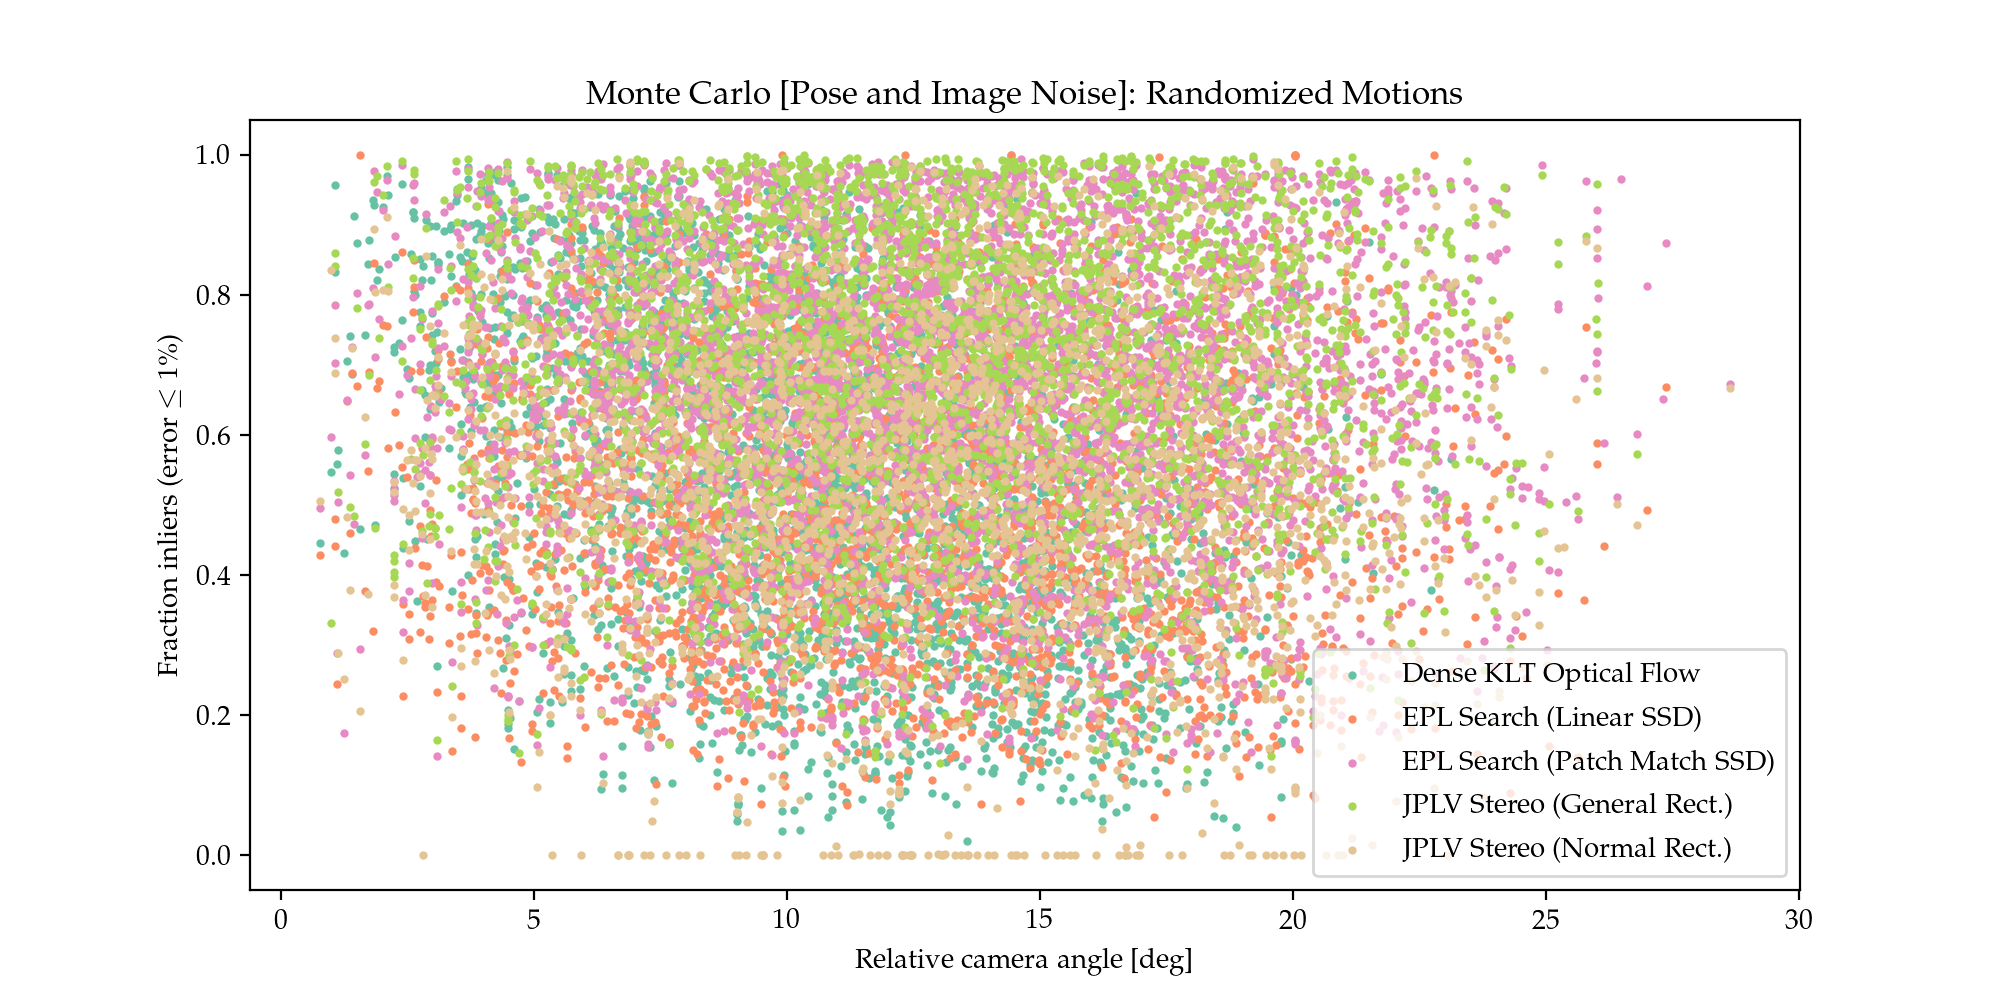 Monte Carlo [Pose and Image Noise]: Randomized Motions
Fraction inliers (error ≤ 1%)
1.0
0.8
0.6
0.4
0.2
0.0
Dense KLT Optical Flow
EPL Search (Linear SSD)
EPL Search (Patch Match SSD)
JPLV Stereo (General Rect.)
JPLV Stereo (Normal Rect.)
0 5 10 15 20 25 30
Relative camera angle [deg]